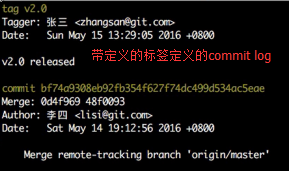 tag v2.0
Tagger: 张三 <zhangsan@git.com>
Date:   Sun May 15 13:29:05 2016 +0800
带定义的标签定义的commit log
v2.0 released
commit bf74a9308eb92fb354f627f74dc499d534ac5eae
Merge: 0d4f969 48f0093
Author: 李四 <lisi@git.com>
Date:   Sat May 14 19:12:56 2016 +0800
Merge remote-tracking branch 'origin/master'